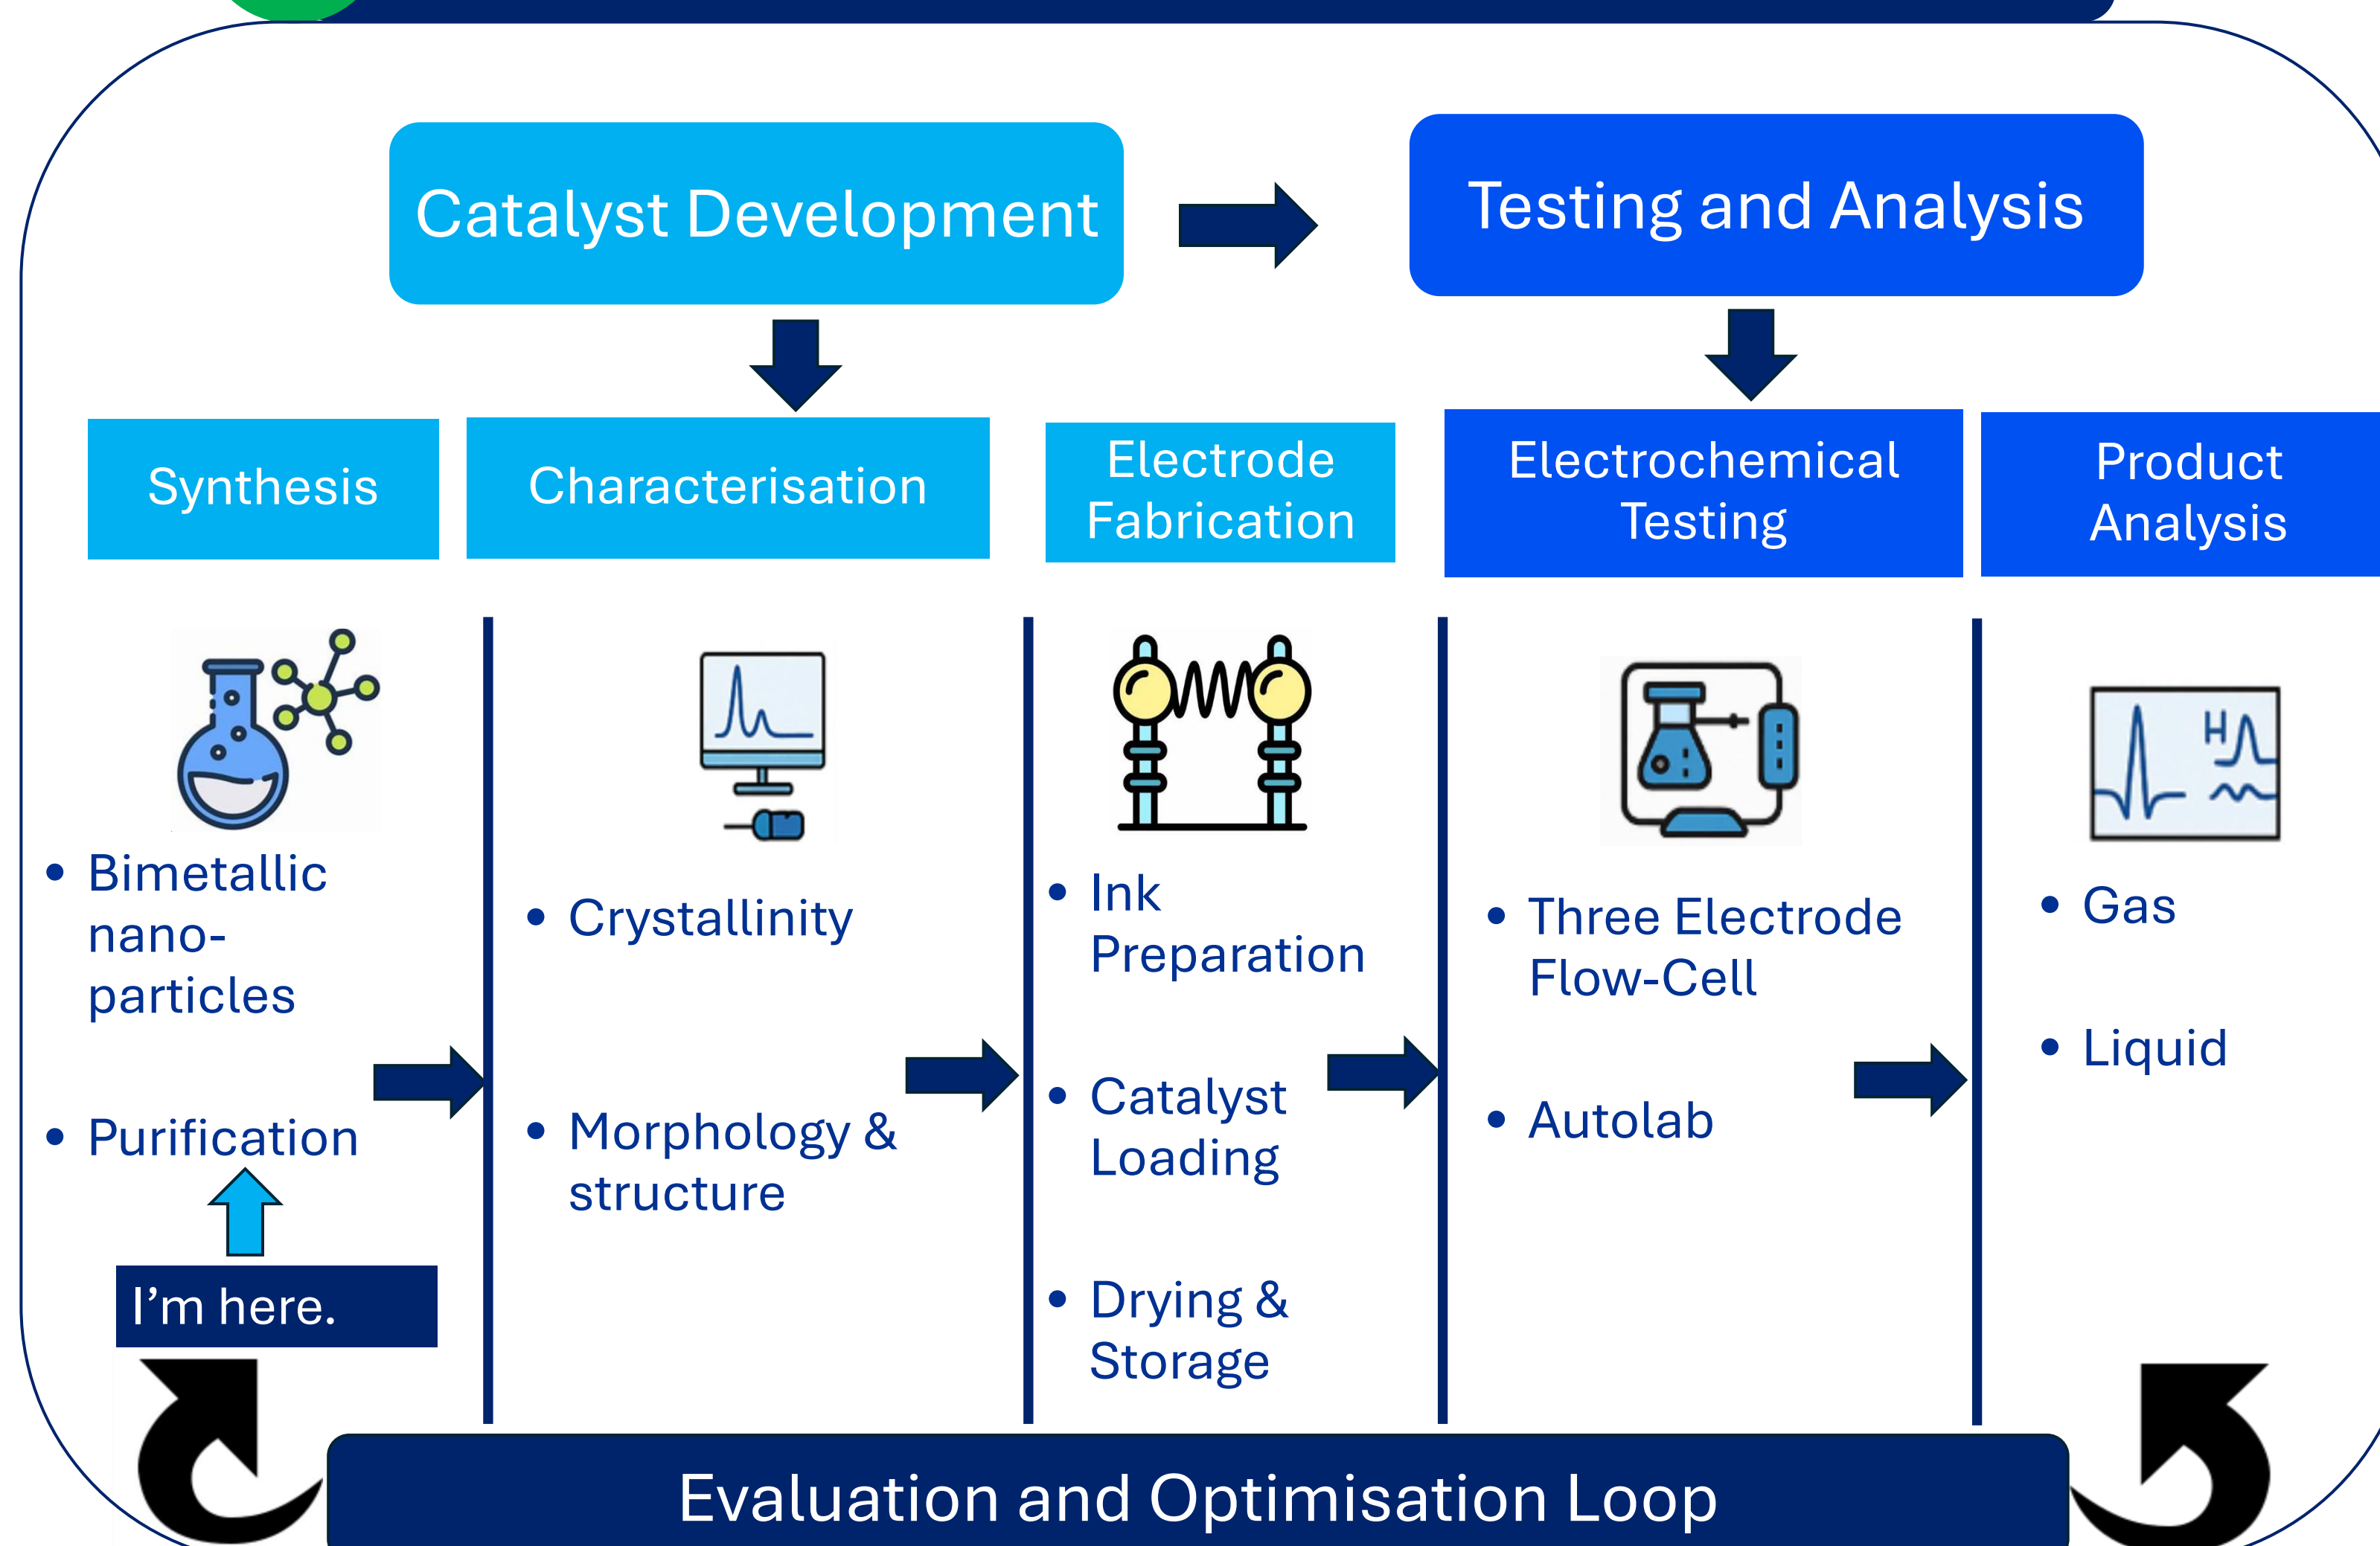 Catalyst Development
Testing and Analysis
Synthesis
Characterisation
Electrode
Fabrication
Electrochemical
Testing
Product
Analysis
• Bimetallic
nano-
particles
• Purification
I'm here.
• Crystallinity
• Morphology &
structure
• Ink
Preparation
• Catalyst
Loading
• Drying &
Storage
• Three Electrode
Flow-Cell
• Autolab
H
• Gas
• Liquid
Evaluation and Optimisation Loop